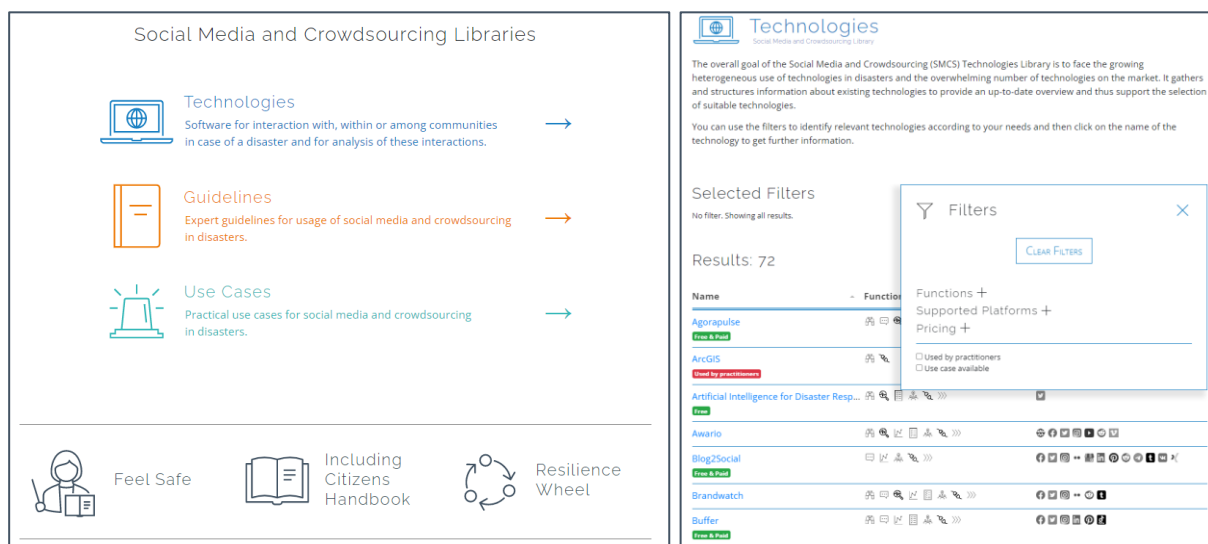 Social Media and Crowdsourcing Libraries
Technologies
Software for interaction with, within or among communities
in case of a disaster and for analysis of these interactions.
Guidelines
Expert guidelines for usage of social media and crowdsourcing
in disasters.
Use Cases
Practical use cases for social media and crowdsourcing
in disasters.
Feel Safe
Including
Citizens
Handbook
Resilience
Wheel
Technologies
Social Media and Crowdsourcing Library
The overall goal of the Social Media and Crowdsourcing (SMCS) Technologies Library is to face the growing
heterogeneous use of technologies in disasters and the overwhelming number of technologies on the market. It gathers
and structures information about existing technologies to provide an up-to-date overview and thus support the selection
of suitable technologies.
You can use the filters to identify relevant technologies according to your needs and then click on the name of the
technology to get further information.
Selected Filters
No filter. Showing all results.
Results: 72
Filters
CLEAR FILTERS
Functions +
Supported Platforms +
Pricing +
Used by practitioners
Use case available
Name Function
Agorapulse
Free & Paid
ArcGIS
Used by practitioners
Artificial Intelligence for Disaster Resp...
Free
Awario
Blog2Social
Free & Paid
Brandwatch
Buffer
Free & Paid